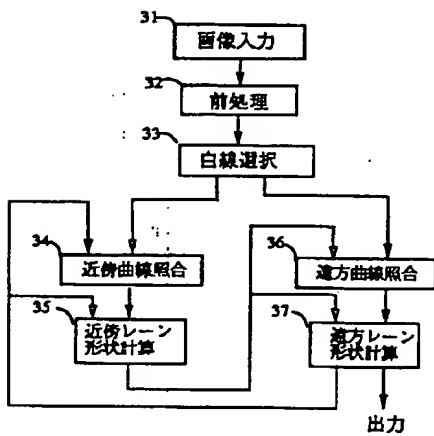 31
画像入力
32
前処理
33
白線選択
34
近傍曲線照合
36
遠方曲線照合
35
近傍レーン
形状計算
37
遠方レーン
形状計算
出力